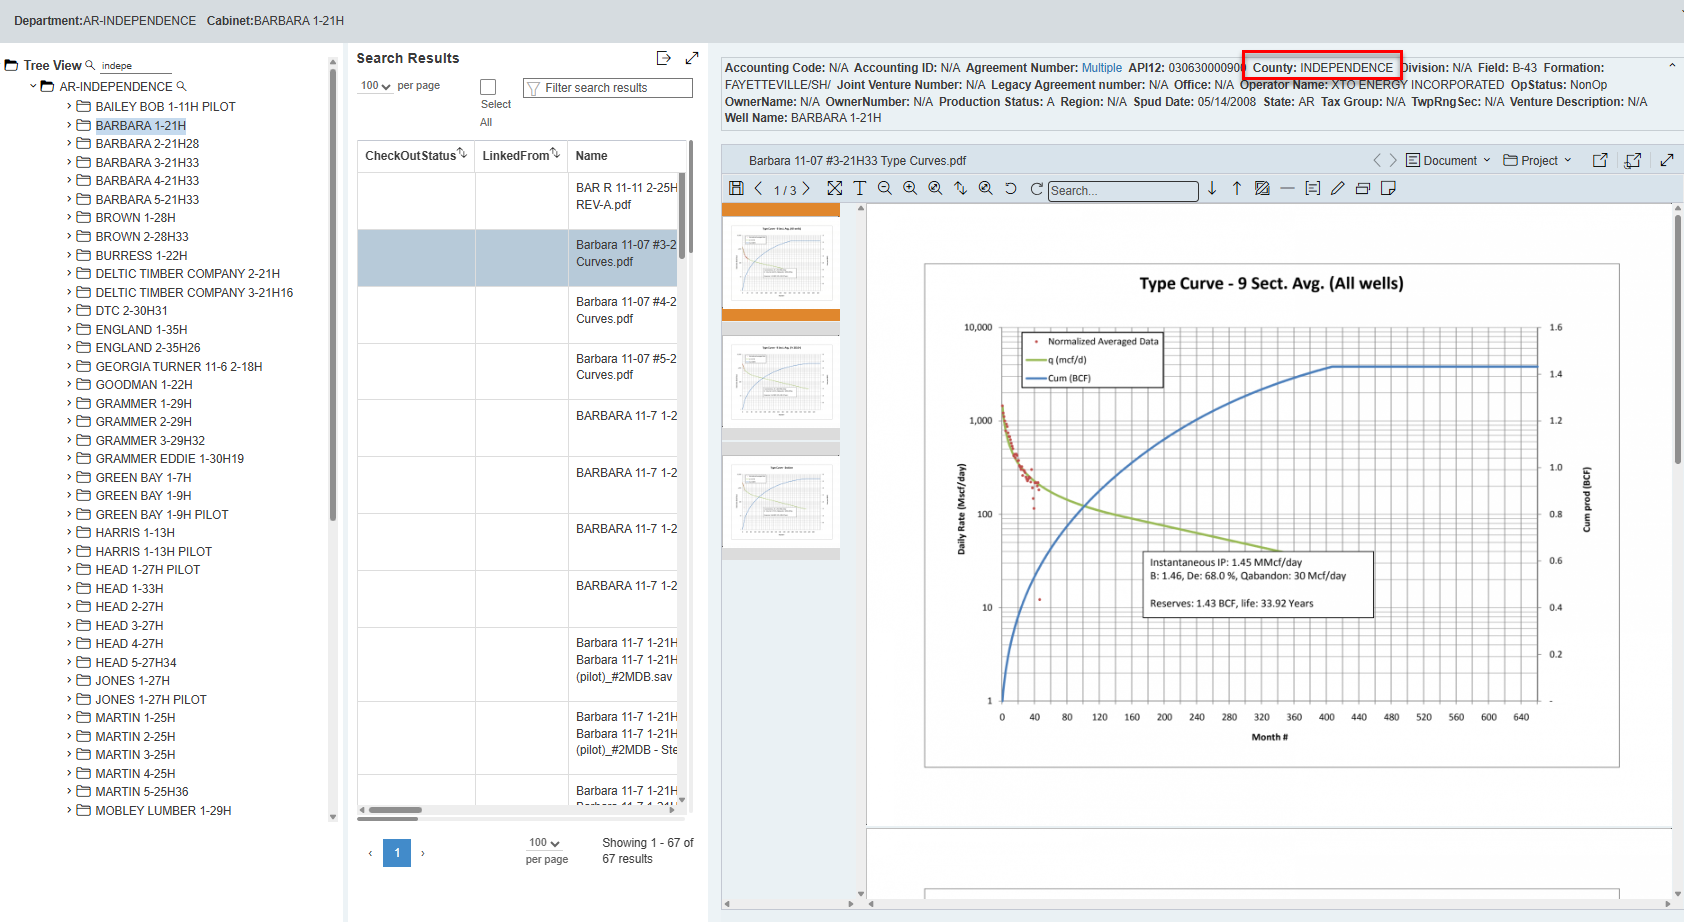 Department:AR-INDEPENDENCE Cabinet:BARBARA 1-21H
Tree View indepe
AR-INDEPENDENCE
BAILEY BOB 1-11H PILOT
BARBARA 1-21H
BARBARA 2-21H28
BARBARA 3-21H33
BARBARA 4-21H33
BARBARA 5-21H33
BROWN 1-28H
BROWN 2-28H33
BURRESS 1-22H
DELTIC TIMBER COMPANY 2-21H
DELTIC TIMBER COMPANY 3-21H16
DTC 2-30H31
ENGLAND 1-35H
ENGLAND 2-35H26
GEORGIA TURNER 11-6 2-18H
GOODMAN 1-22H
GRAMMER 1-29H
GRAMMER 2-29H
GRAMMER 3-29H32
GRAMMER EDDIE 1-30H19
GREEN BAY 1-7H
GREEN BAY 1-9H
GREEN BAY 1-9H PILOT
HARRIS 1-13H
HARRIS 1-13H PILOT
HEAD 1-27H PILOT
HEAD 1-33H
HEAD 2-27H
HEAD 3-27H
HEAD 4-27H
HEAD 5-27H34
JONES 1-27H
JONES 1-27H PILOT
MARTIN 1-25H
MARTIN 2-25H
MARTIN 3-25H
MARTIN 4-25H
MARTIN 5-25H36
MOBLEY LUMBER 1-29H
Search Results
100 per page
Select
All
Filter search results
CheckOutStatus LinkedFrom Name
BAR R 11-11 2-25H
REV-A.pdf
Barbara 11-07 #3-2
Curves.pdf
Barbara 11-07 #4-2
Curves.pdf
Barbara 11-07 #5-2
Curves.pdf
BARBARA 11-7 1-2
BARBARA 11-7 1-2
BARBARA 11-7 1-2
BARBARA 11-7 1-2
Barbara 11-7 1-21H
Barbara 11-7 1-21H
(pilot)_#2MDB.sav
Barbara 11-7 1-21H
Barbara 11-7 1-21H
(pilot)_#2MDB - Ste
Barbara 11-7 1-21H
‹ 1 ›
100
per page
Showing 1 - 67 of
67 results
Accounting Code: N/A Accounting ID: N/A Agreement Number: Multiple API12: 030630000900 County: INDEPENDENCE Division: N/A Field: B-43 Formation:
FAYETTEVILLE/SH/ Joint Venture Number: N/A Legacy Agreement number: N/A Office: N/A Operator Name: XTO ENERGY INCORPORATED OpStatus: NonOp
OwnerName: N/A OwnerNumber: N/A Production Status: A Region: N/A Spud Date: 05/14/2008 State: AR Tax Group: N/A TwpRngSec: N/A Venture Description: N/A
Well Name: BARBARA 1-21H
Barbara 11-07 #3-21H33 Type Curves.pdf
Document Project
1 / 3
Search...
Type Curve - 9 Sect. Avg. (All wells)
Normalized Averaged Data
q (mcf/d)
Cum (BCF)
10,000
1,000
100
10
1
Daily Rate (Mscf/day)
1.6
1.4
1.2
1.0
0.8
0.6
0.4
0.2
-
Cum prod (BCF)
Instantaneous IP: 1.45 MMcf/day
B: 1.46, De: 68.0 %, Qabandon: 30 Mcf/day
Reserves: 1.43 BCF, life: 33.92 Years
0 40 80 120 160 200 240 280 320 360 400 440 480 520 560 600 640
Month #